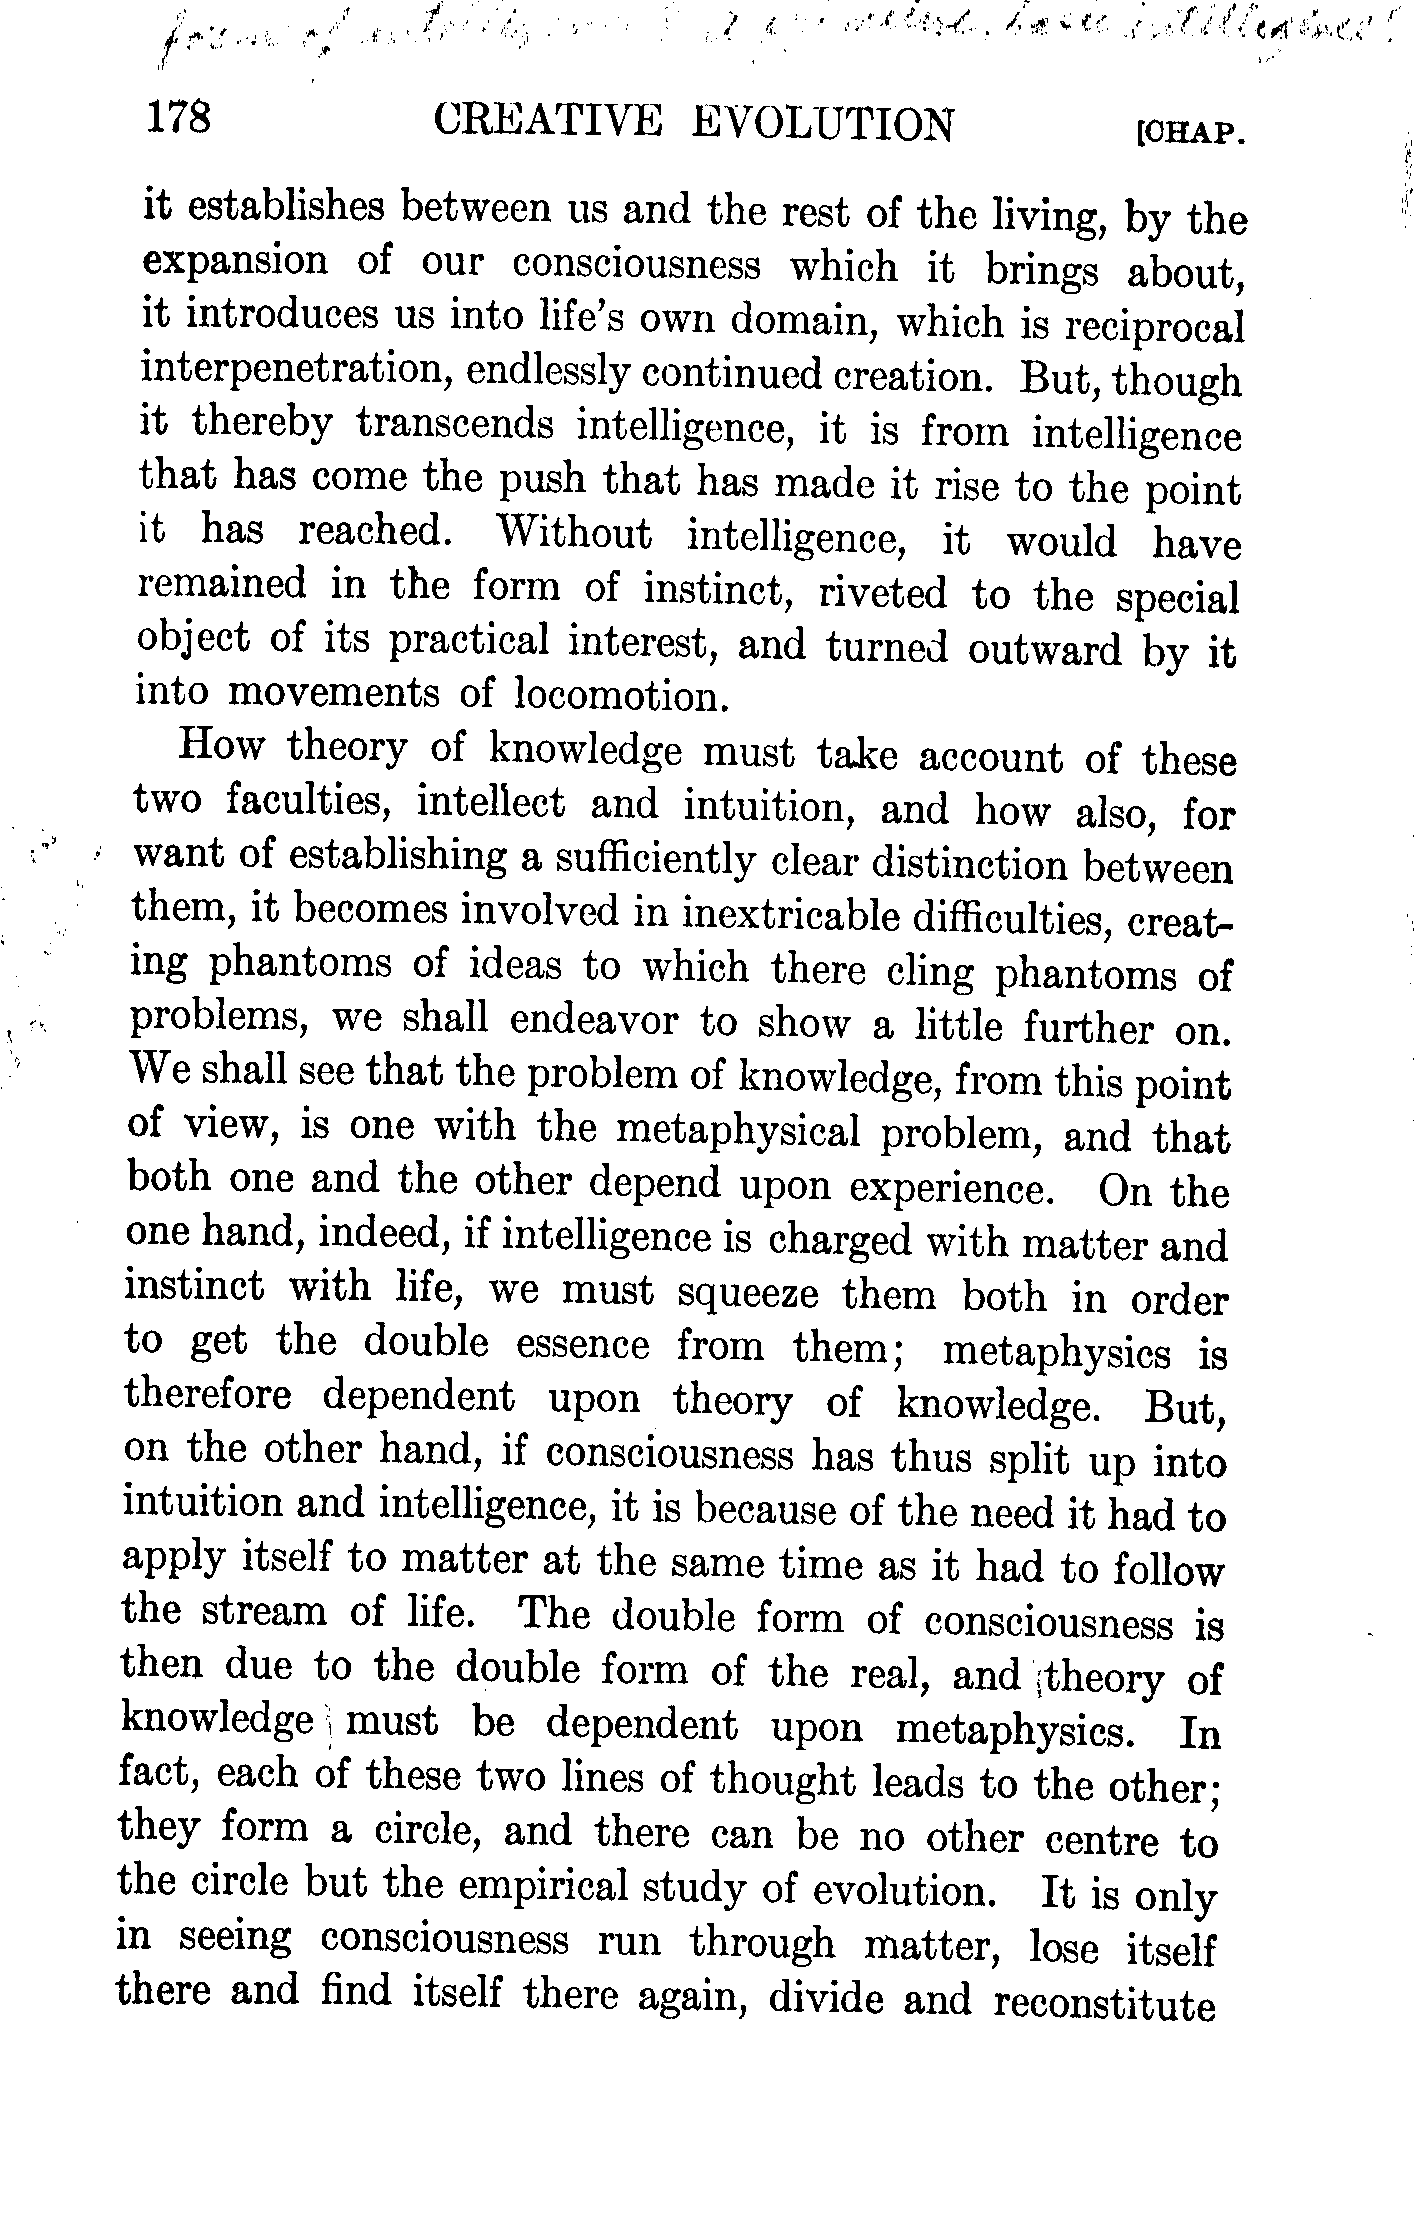 form of intelligence
178 CREATIVE EVOLUTION [CHAP.
it establishes between us and the rest of the living, by the
expansion of our consciousness which it brings about,
it introduces us into life's own domain, which is reciprocal
interpenetration, endlessly continued creation. But, though
it thereby transcends intelligence, it is from intelligence
that has come the push that has made it rise to the point
it has reached. Without intelligence, it would have
remained in the form of instinct, riveted to the special
object of its practical interest, and turned outward by it
into movements of locomotion.
How theory of knowledge must take account of these
two faculties, intellect and intuition, and how also, for
want of establishing a sufficiently clear distinction between
them, it becomes involved in inextricable difficulties, creat-
ing phantoms of ideas to which there cling phantoms of
problems, we shall endeavor to show a little further on.
We shall see that the problem of knowledge, from this point
of view, is one with the metaphysical problem, and that
both one and the other depend upon experience. On the
one hand, indeed, if intelligence is charged with matter and
instinct with life, we must squeeze them both in order
to get the double essence from them; metaphysics is
therefore dependent upon theory of knowledge. But,
on the other hand, if consciousness has thus split up into
intuition and intelligence, it is because of the need it had to
apply itself to matter at the same time as it had to follow
the stream of life. The double form of consciousness is
then due to the double form of the real, and theory of
knowledge must be dependent upon metaphysics. In
fact, each of these two lines of thought leads to the other;
they form a circle, and there can be no other centre to
the circle but the empirical study of evolution. It is only
in seeing consciousness run through matter, lose itself
there and find itself there again, divide and reconstitute